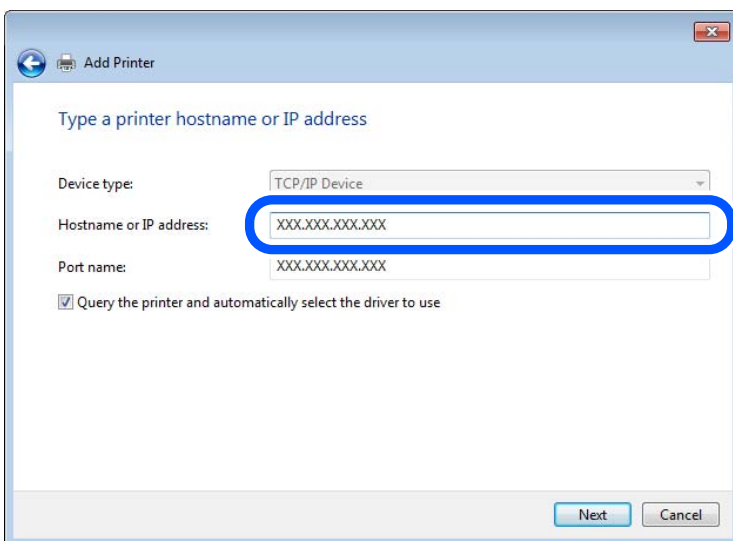 Add Printer
Type a printer hostname or IP address
Device type: TCP/IP Device
Hostname or IP address: XXX.XXX.XXX.XXX
Port name: XXX.XXX.XXX.XXX
Query the printer and automatically select the driver to use
Next Cancel